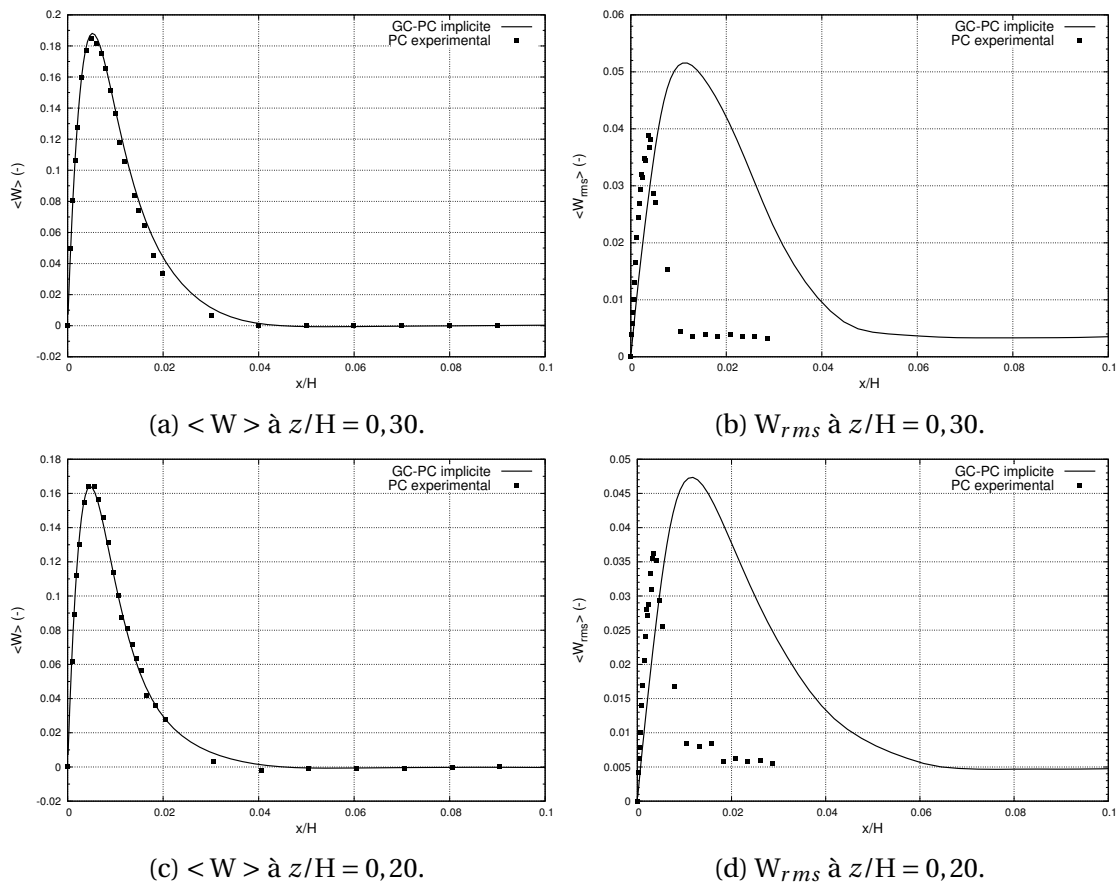 GC-PC implicite
PC experimental
0.2
0.18
0.16
0.14
0.12
0.1
0.08
0.06
0.04
0.02
0
-0.02
<W> (-)
0 0.02 0.04 0.06 0.08 0.1
x/H
(a) < W > à z/H = 0,30.
GC-PC implicite
PC experimental
0.06
0.05
0.04
0.03
0.02
0.01
0
<Wrms> (-)
0 0.02 0.04 0.06 0.08 0.1
x/H
(b) Wrms à z/H = 0,30.
GC-PC implicite
PC experimental
0.18
0.16
0.14
0.12
0.1
0.08
0.06
0.04
0.02
0
-0.02
<W> (-)
0 0.02 0.04 0.06 0.08 0.1
x/H
(c) < W > à z/H = 0,20.
GC-PC implicite
PC experimental
0.05
0.045
0.04
0.035
0.03
0.025
0.02
0.015
0.01
0.005
0
<Wrms> (-)
0 0.02 0.04 0.06 0.08 0.1
x/H
(d) Wrms à z/H = 0,20.